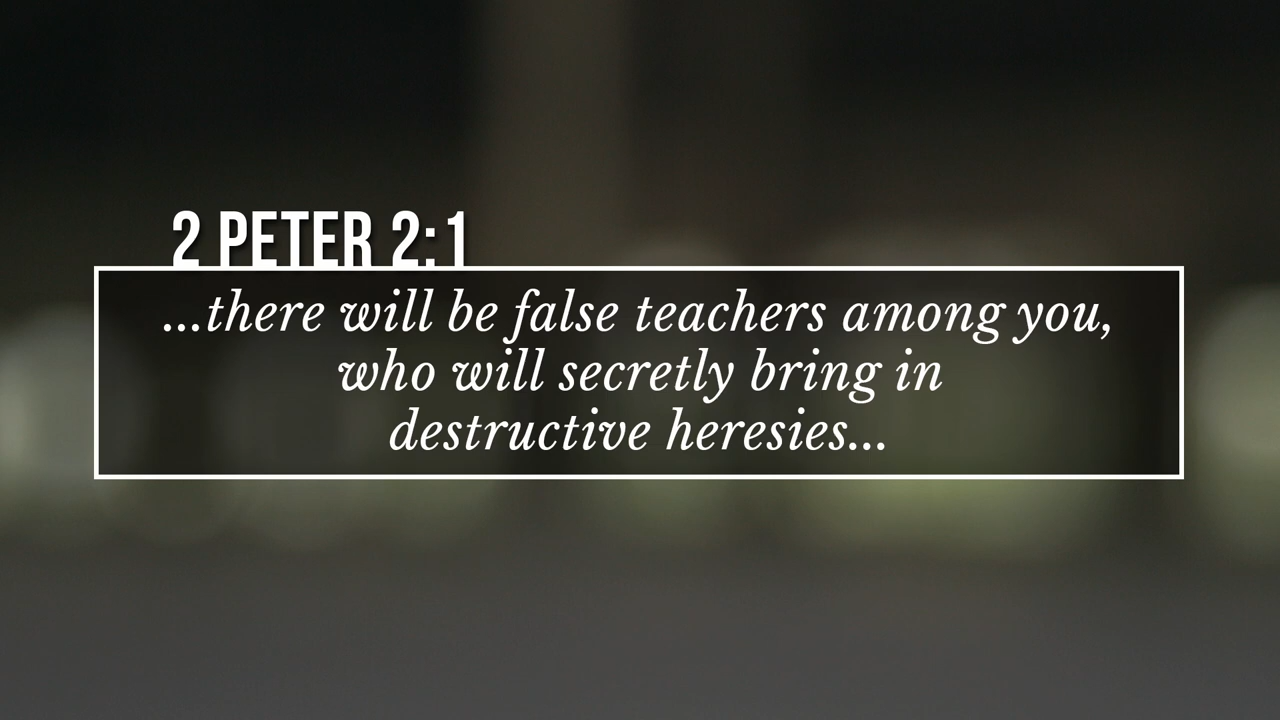 2 PETER 2:1
...there will be false teachers among you,
who will secretly bring in
destructive heresies...